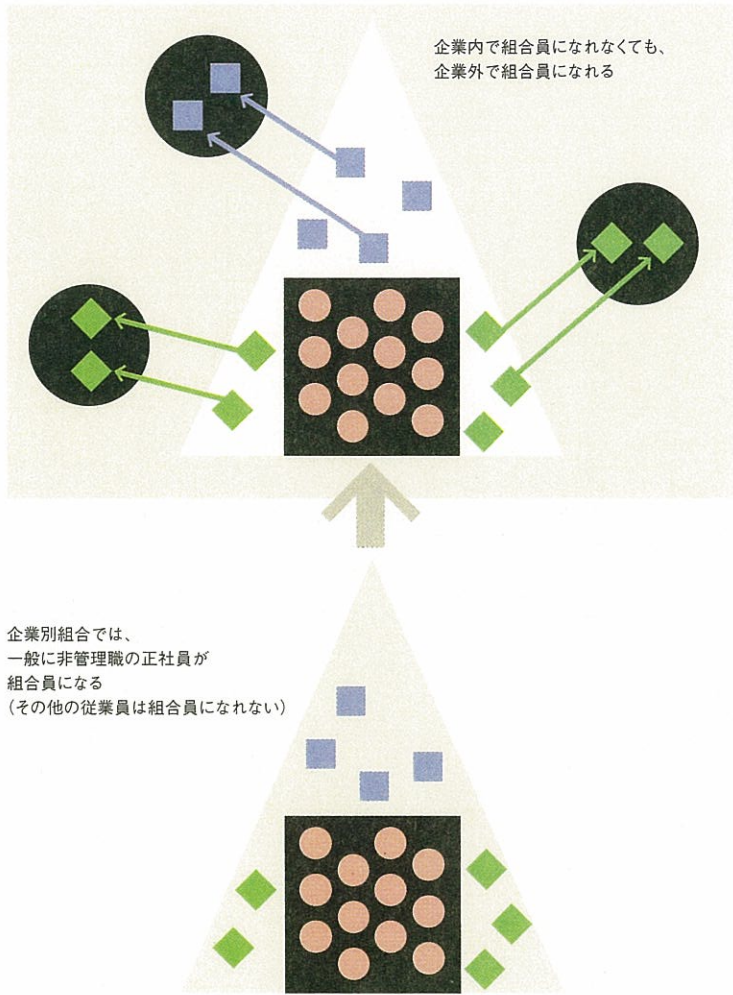 企業内で組合員になれなくても、
企業外で組合員になれる
企業別組合では、
一般に非管理職の正社員が
組合員になる
（その他の従業員は組合員になれない）